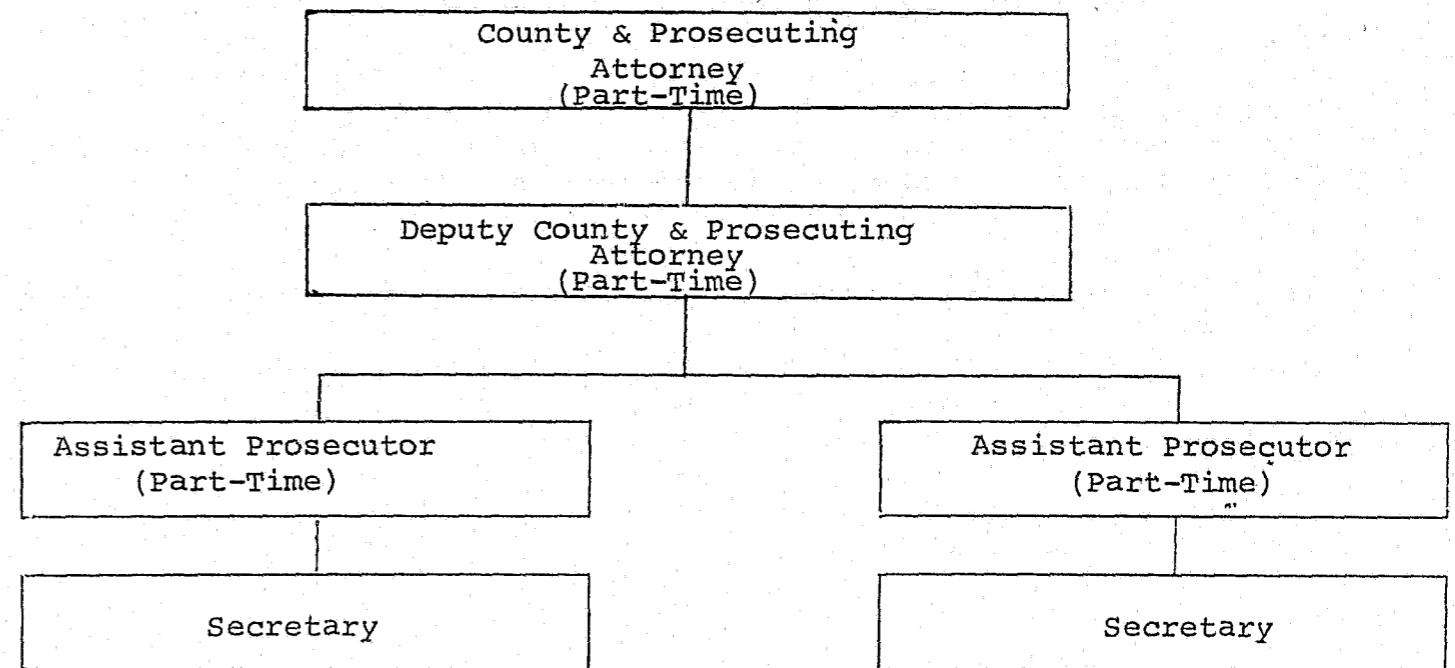 County & Prosecuting
Attorney
(Part-Time)
Deputy County & Prosecuting
Attorney
(Part-Time)
Assistant Prosecutor
(Part-Time)
Assistant Prosecutor
(Part-Time)
Secretary
Secretary